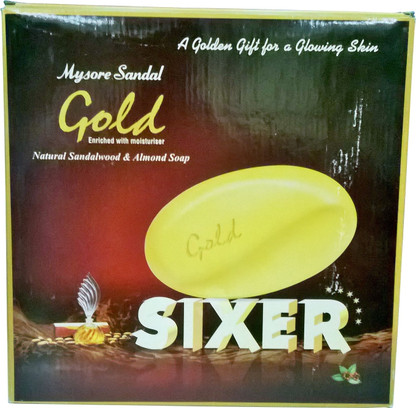 A Golden Gift for a Glowing Skin
Mysore Sandal
Gold
Enriched with moisturiser
Natural Sandalwood & Almond Soap
Gold
SIXER